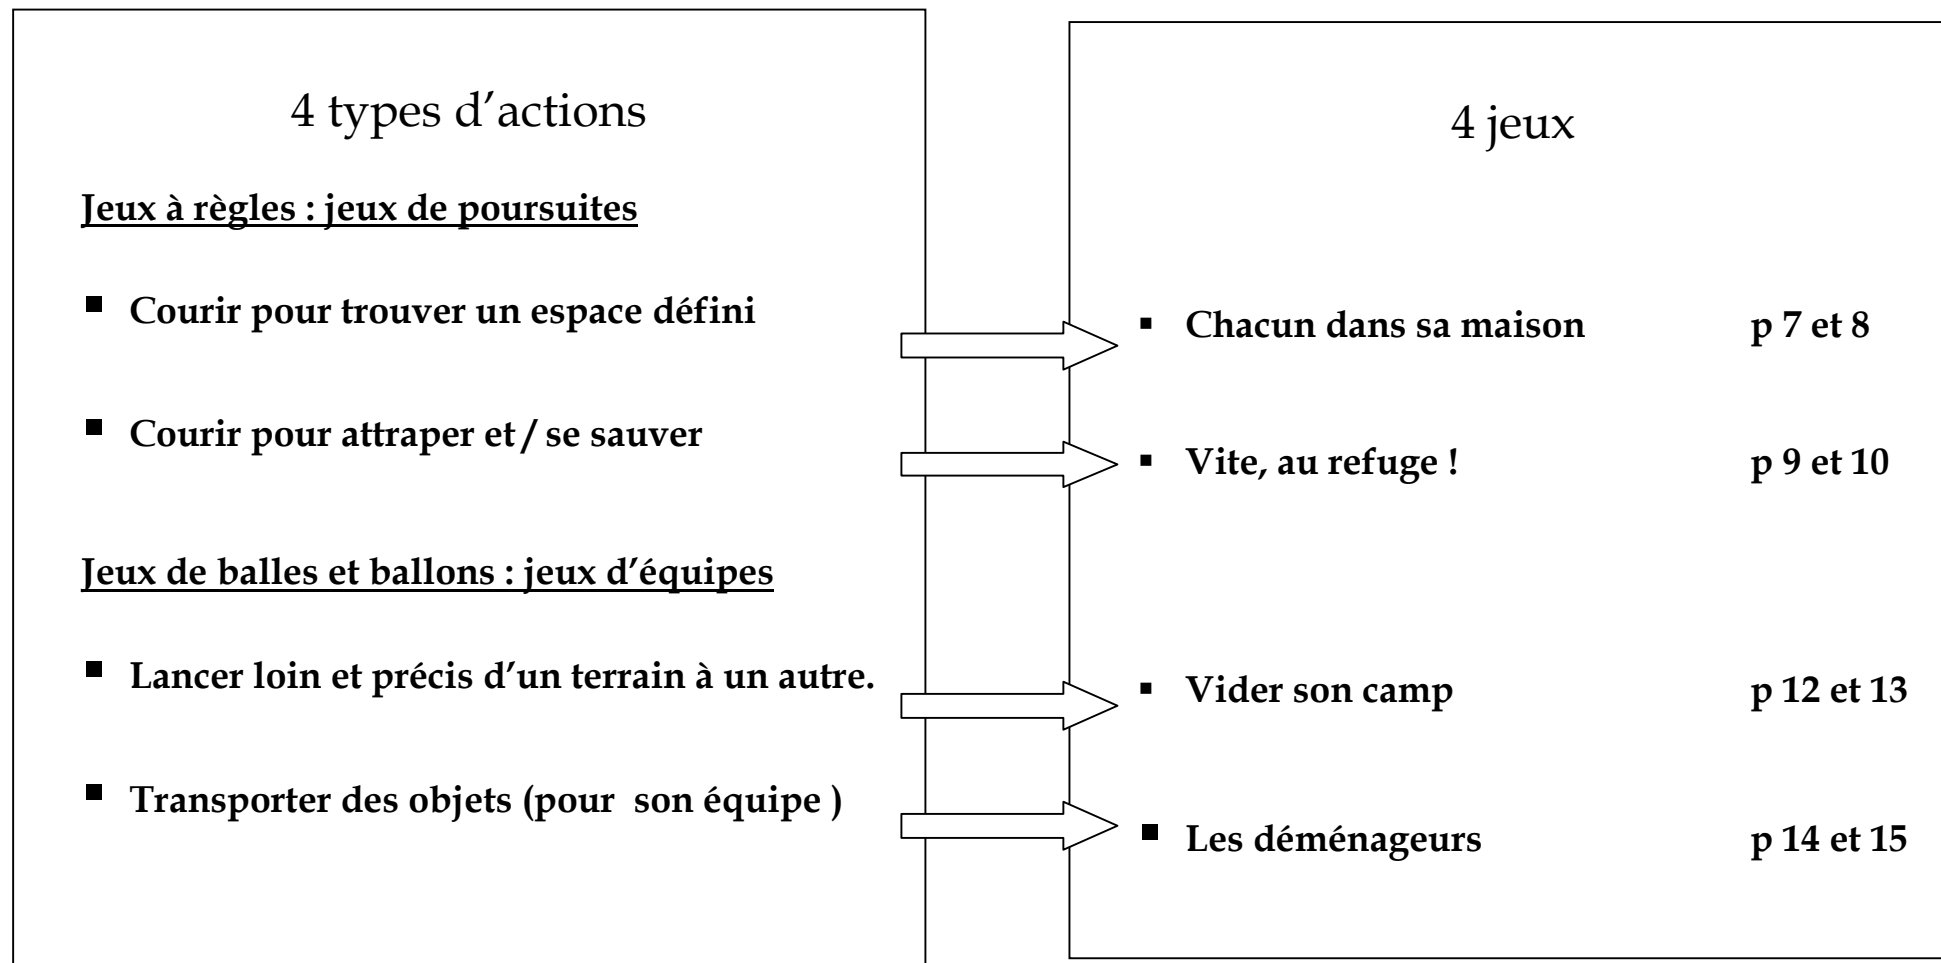 4 types d’actions
Jeux à règles : jeux de poursuites
▪ Courir pour trouver un espace défini
▪ Courir pour attraper et / se sauver
Jeux de balles et ballons : jeux d’équipes
▪ Lancer loin et précis d’un terrain à un autre.
▪ Transporter des objets (pour son équipe )
4 jeux
▪ Chacun dans sa maison p 7 et 8
▪ Vite, au refuge ! p 9 et 10
▪ Vider son camp p 12 et 13
▪ Les déménageurs p 14 et 15